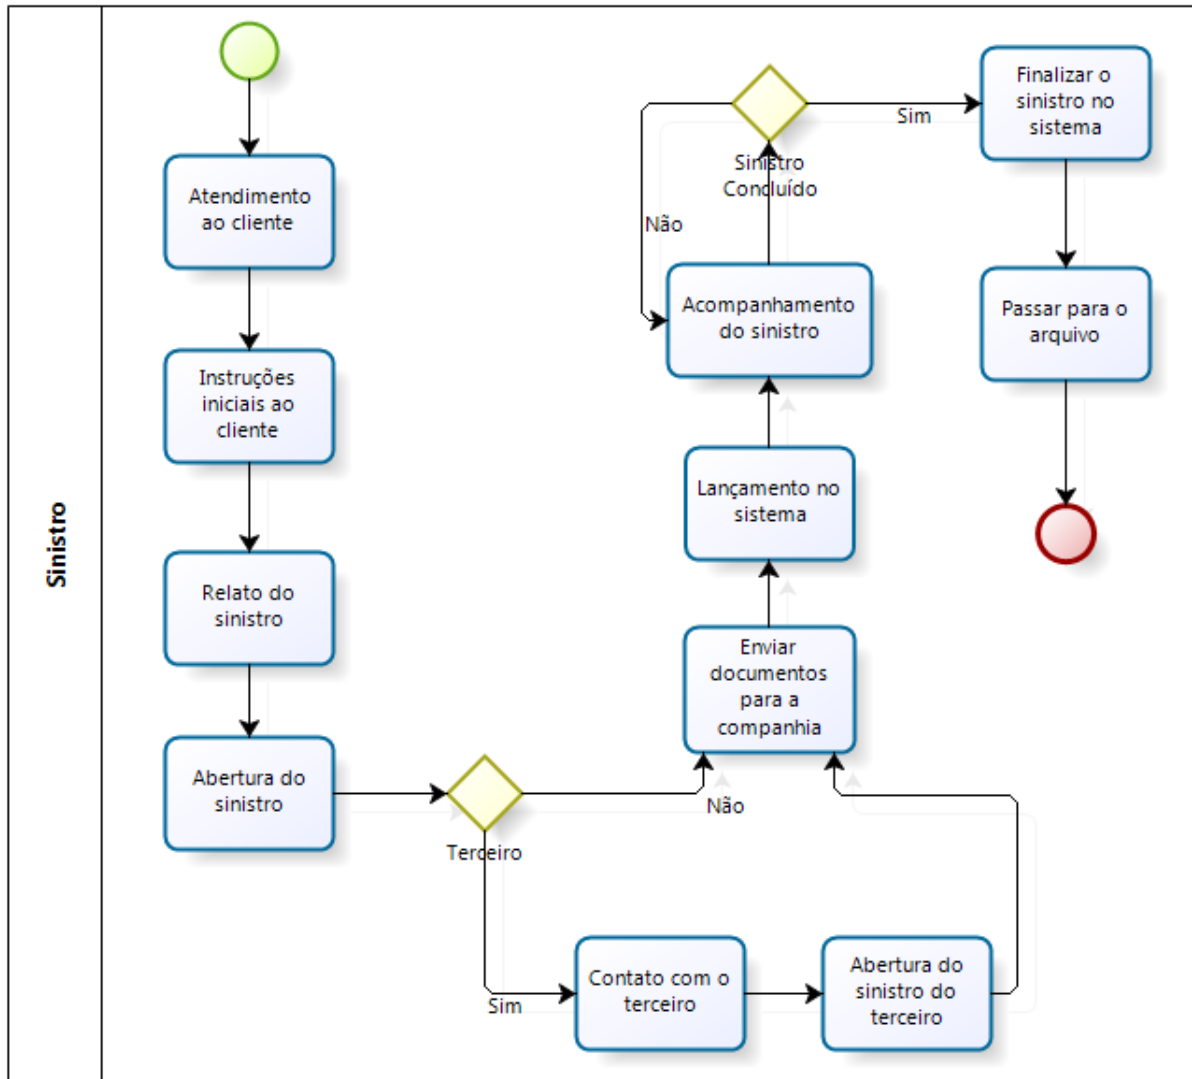 Sinistro
Atendimento
ao cliente
Instruções
iniciais ao
cliente
Relato do
sinistro
Abertura do
sinistro
Terceiro
Sim
Não
Contato com o
terceiro
Abertura do
sinistro do
terceiro
Enviar
documentos
para a
companhia
Lançamento no
sistema
Acompanhamento
do sinistro
Sinistro
Concluído
Não
Sim
Finalizar o
sinistro no
sistema
Passar para o
arquivo